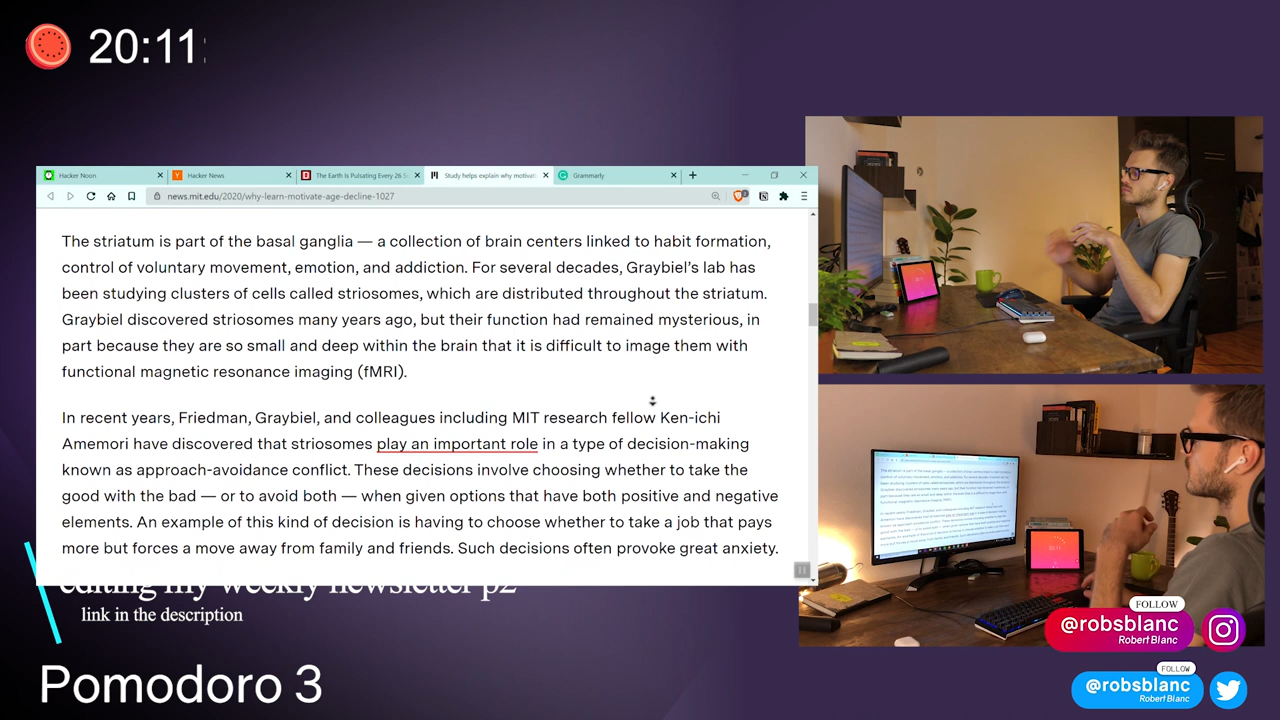 20:11
Hacker Noon
Hacker News
The Earth Is Pulsating Every 26 S
Study helps explain why motivat
Grammarly
news.mit.edu/2020/why-learn-motivate-age-decline-1027
The striatum is part of the basal ganglia — a collection of brain centers linked to habit formation,
control of voluntary movement, emotion, and addiction. For several decades, Graybiel's lab has
been studying clusters of cells called striosomes, which are distributed throughout the striatum.
Graybiel discovered striosomes many years ago, but their function had remained mysterious, in
part because they are so small and deep within the brain that it is difficult to image them with
functional magnetic resonance imaging (fMRI).
In recent years, Friedman, Graybiel, and colleagues including MIT research fellow Ken-ichi
Amemori have discovered that striosomes play an important role in a type of decision-making
known as approach-avoidance conflict. These decisions involve choosing whether to take the
good with the bad — or to avoid both — when given options that have both positive and negative
elements. An example of this kind of decision is having to choose whether to take a job that pays
more but forces a move away from family and friends. Such decisions often provoke great anxiety.
editing my weekly newsletter p2
link in the description
Pomodoro 3
FOLLOW
@robsblanc
Robert Blanc
FOLLOW
@robsblanc
Robert Blanc